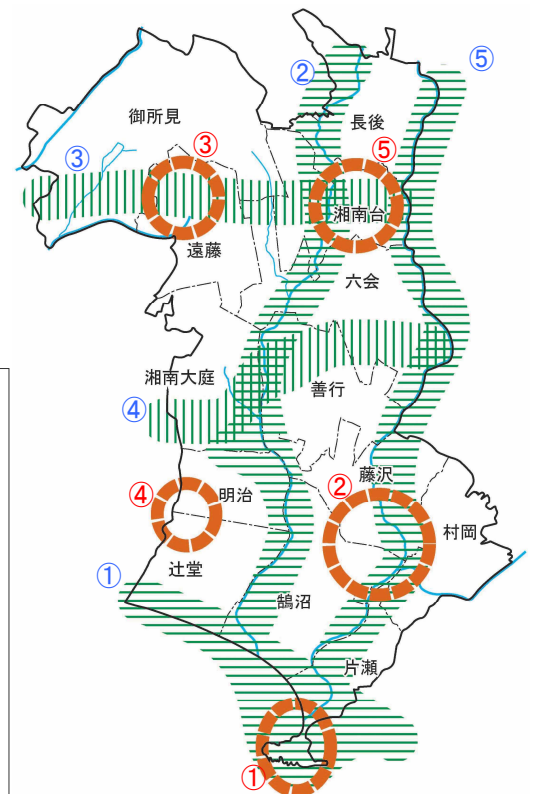 ②
⑤
御所見
長後
③
③
⑤
湘南台
遠藤
六会
湘南大庭
善行
④
藤沢
④
明治
②
村岡
辻堂
①
鵠沼
片瀬
①